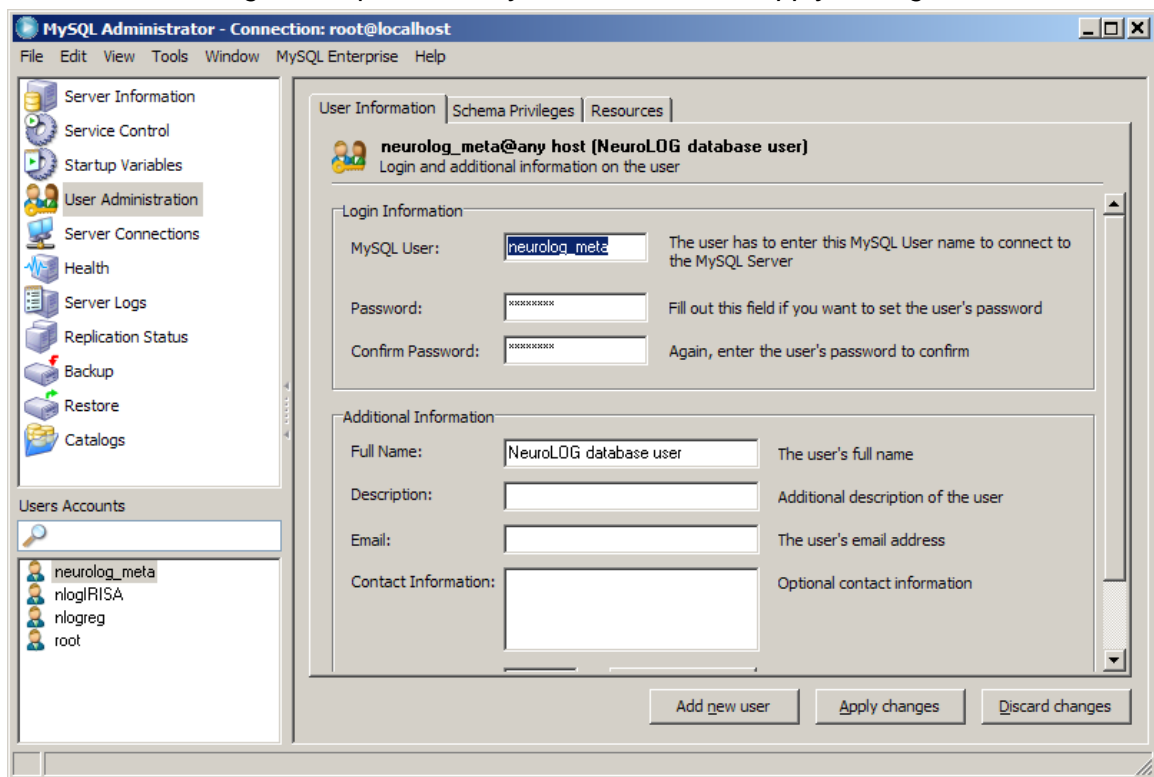 MySQL Administrator - Connection: root@localhost
File Edit View Tools Window MySQL Enterprise Help
Server Information
Service Control
Startup Variables
User Administration
Server Connections
Health
Server Logs
Replication Status
Backup
Restore
Catalogs
Users Accounts
neurolog_meta
nlogIRISA
nlogreg
root
User Information Schema Privileges Resources
neurolog_meta@any host (NeuroLOG database user)
Login and additional information on the user
Login Information
MySQL User: neurolog_meta The user has to enter this MySQL User name to connect to
the MySQL Server
Password: ******** Fill out this field if you want to set the user's password
Confirm Password: ******** Again, enter the user's password to confirm
Additional Information
Full Name: NeuroLOG database user The user's full name
Description: Additional description of the user
Email: The user's email address
Contact Information: Optional contact information
Add new user Apply changes Discard changes